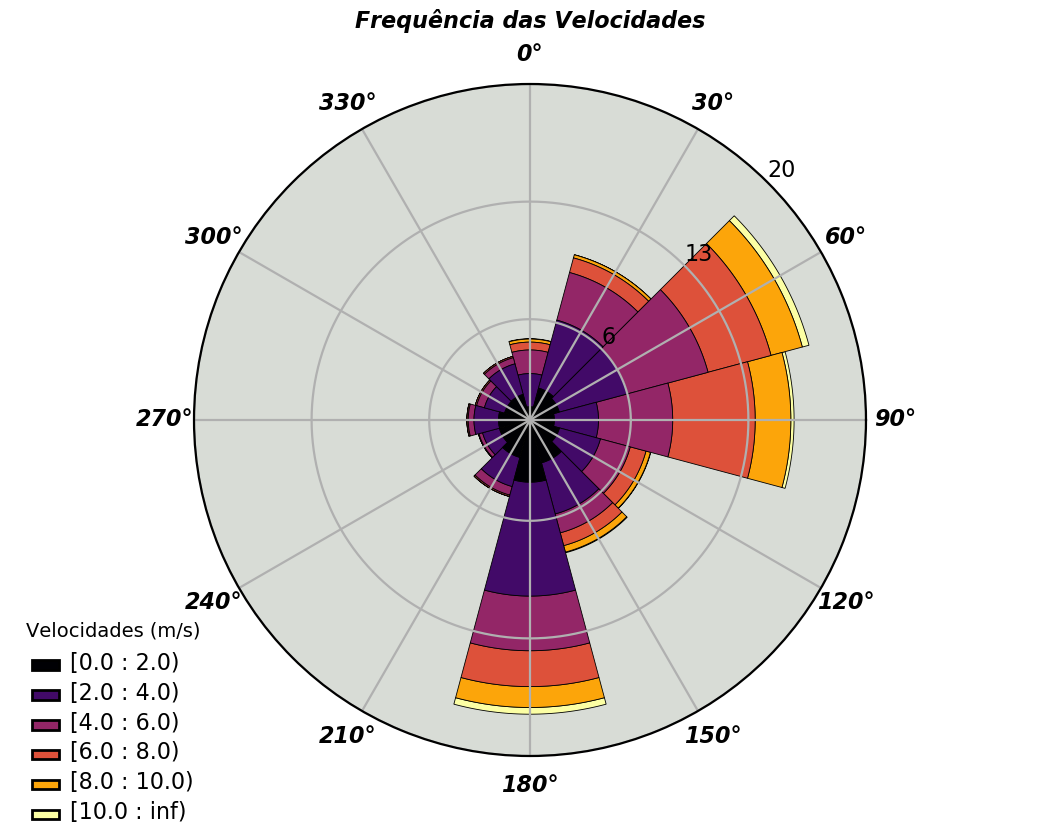 Frequência das Velocidades
0°
330°
30°
20
300°
60°
13
6
270°
90°
240°
120°
Velocidades (m/s)
[0.0 : 2.0)
[2.0 : 4.0)
[4.0 : 6.0)
210°
150°
[6.0 : 8.0)
180°
[8.0 : 10.0)
[10.0 : inf)